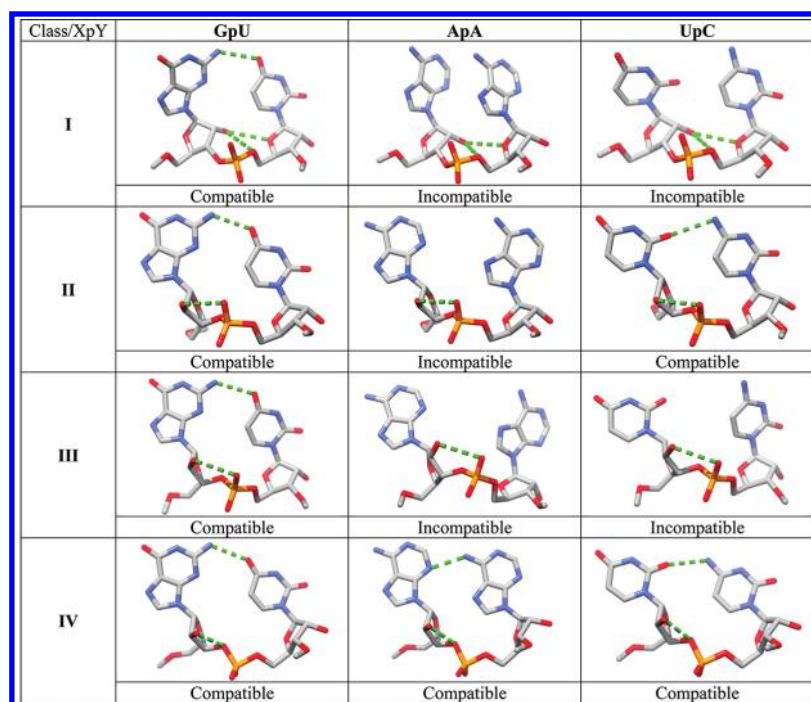 Class/XpY GpU ApA UpC
I
Compatible Incompatible Incompatible
II
Compatible Incompatible Compatible
III
Compatible Incompatible Incompatible
IV
Compatible Compatible Compatible